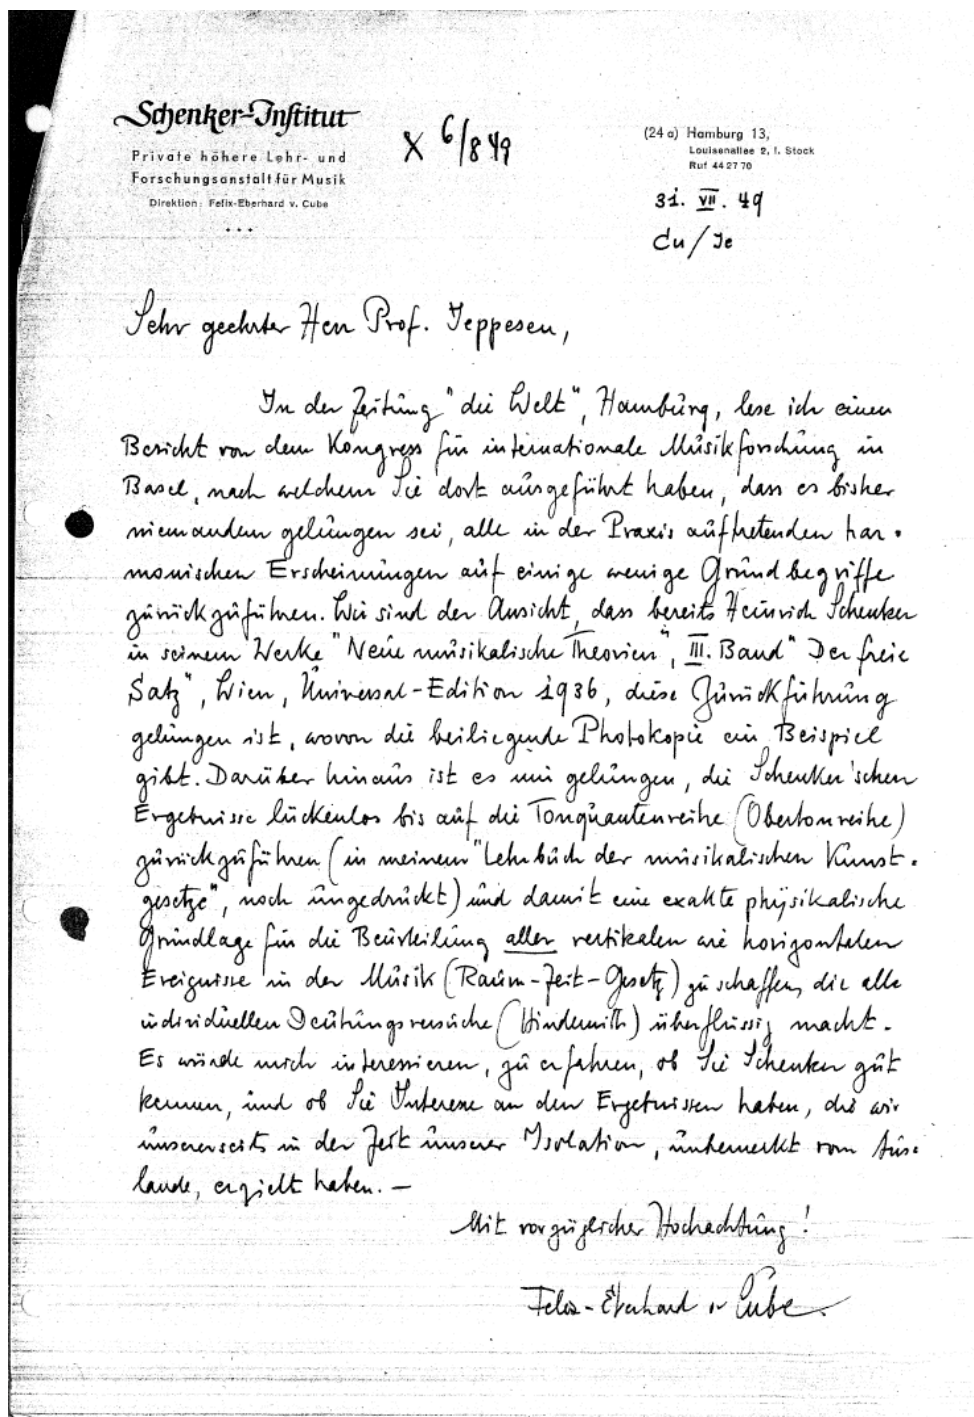 Schenker-Institut
Private höhere Lehr- und
Forschungsanstalt für Musik
Direktion: Felix-Eberhard v. Cube
+ + +
X 6/8 49
(24a) Hamburg 13,
Louisenallee 2, I. Stock
Ruf 44 27 70
31. VII. 49
Cu/Je
Sehr geehrter Herr Prof. Jeppesen,
In der Zeitung "die Welt", Hamburg, lese ich einen
Bericht von dem Kongress für internationale Musikforschung in
Basel, nach welchem Sie dort ausgeführt haben, dass es bisher
niemandem gelungen sei, alle in der Praxis auftretenden har-
monischen Erscheinungen auf einige wenige Grundbegriffe
zurückzuführen. Wir sind der Ansicht, dass bereits Heinrich Schenker
in seinem Werke "Neue musikalische Theorien", III. Band "Der freie
Satz", Wien, Universal-Edition 1936, diese Zurückführung
gelungen ist, wovon die beiliegende Photokopie ein Beispiel
gibt. Darüber hinaus ist es mir gelungen, die Schenker'schen
Ergebnisse lückenlos bis auf die Tonquantenreihe (Obertonreihe)
zurückzuführen (in meinem "Lehrbuch der musikalischen Kunst-
gesetze", noch ungedruckt) und damit eine exakte physikalische
Grundlage für die Beurteilung aller vertikalen wie horizontalen
Ereignisse in der Musik (Raum-Zeit-Gesetz) zu schaffen, die alle
individuellen Deutungsversuche (Hindemith) überflüssig macht.
Es würde mich interessieren, zu erfahren, ob Sie Schenker gut
kennen, und ob Sie Interesse an den Ergebnissen haben, die wir
unsererseits in der Zeit unserer Isolation, unbemerkt vom Aus-
lande, erzielt haben. —
Mit vorzüglicher Hochachtung!
Felix-Eberhard v Cube.